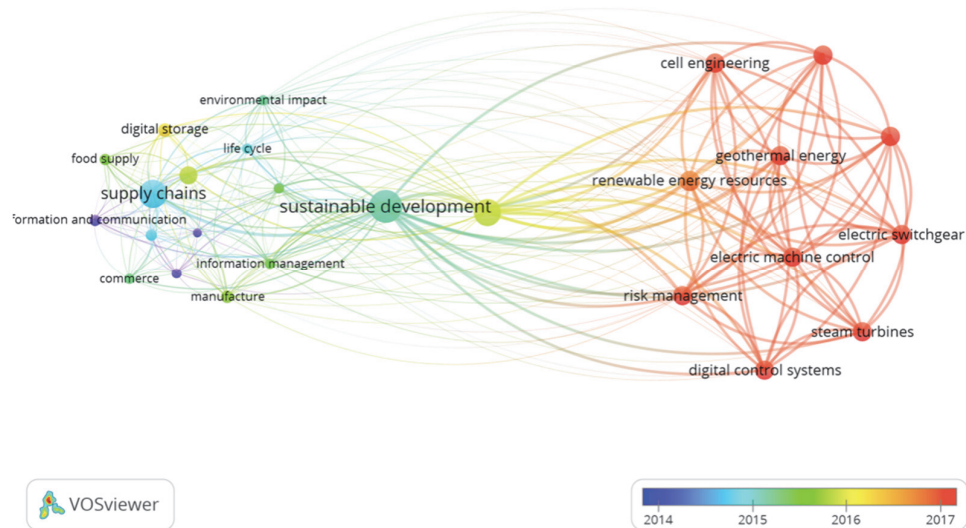 cell engineering
environmental impact
digital storage
life cycle
food supply
geothermal energy
renewable energy resources
supply chains
sustainable development
formation and communication
electric switchgear
electric machine control
information management
commerce
manufacture
risk management
steam turbines
digital control systems
VOSviewer
2014 2015 2016 2017